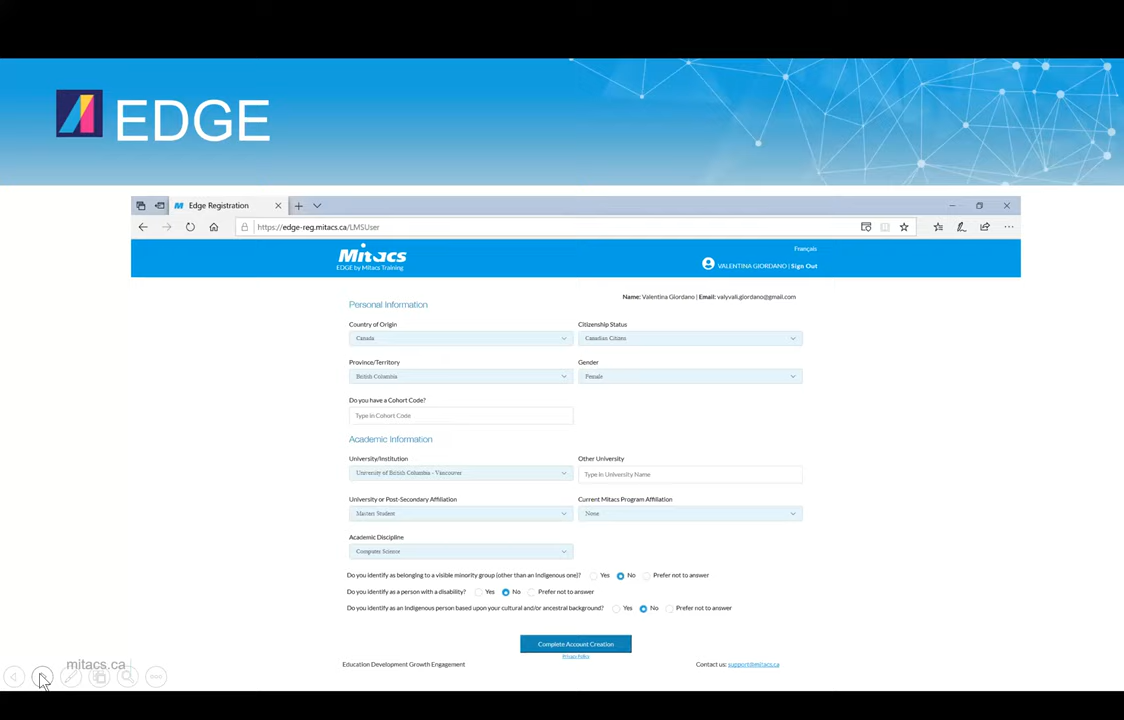 EDGE
Edge Registration
https://edge-reg.mitacs.ca/LMSUser
Français
Mitacs
EDGE by Mitacs Training
VALENTINA GIORDANO | Sign Out
Name: Valentina Giordano | Email: valyvali.giordano@gmail.com
Personal Information
Country of Origin
Citizenship Status
Canada
Canadian Citizen
Province/Territory
Gender
British Columbia
Female
Do you have a Cohort Code?
Type in Cohort Code
Academic Information
University/Institution
Other University
University of British Columbia - Vancouver
Type in University Name
University or Post-Secondary Affiliation
Current Mitacs Program Affiliation
Masters Student
None
Academic Discipline
Computer Science
Do you identify as belonging to a visible minority group (other than an Indigenous one)? Yes No Prefer not to answer
Do you identify as a person with a disability? Yes No Prefer not to answer
Do you identify as an Indigenous person based upon your cultural and/or ancestral background? Yes No Prefer not to answer
Complete Account Creation
Privacy Policy
Education Development Growth Engagement
Contact us: support@mitacs.ca
mitacs.ca